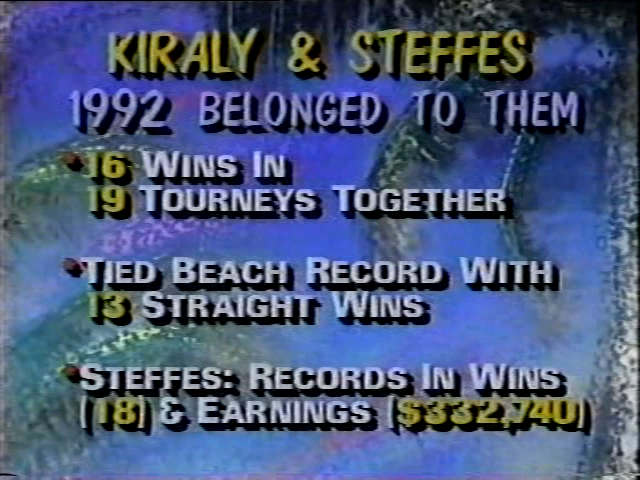 KIRALY & STEFFES
1992 BELONGED TO THEM
•16 WINS IN
19 TOURNEYS TOGETHER
•TIED BEACH RECORD WITH
13 STRAIGHT WINS
•STEFFES: RECORDS IN WINS
(18) & EARNINGS ($332,740)